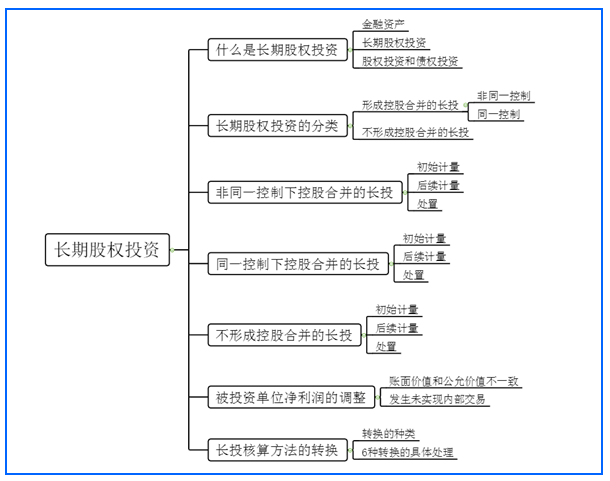 长期股权投资
什么是长期股权投资
金融资产
长期股权投资
股权投资和债权投资
长期股权投资的分类
形成控股合并的长投
非同一控制
同一控制
不形成控股合并的长投
非同一控制下控股合并的长投
初始计量
后续计量
处置
同一控制下控股合并的长投
初始计量
后续计量
处置
不形成控股合并的长投
初始计量
后续计量
处置
被投资单位净利润的调整
账面价值和公允价值不一致
发生未实现内部交易
长投核算方法的转换
转换的种类
6种转换的具体处理